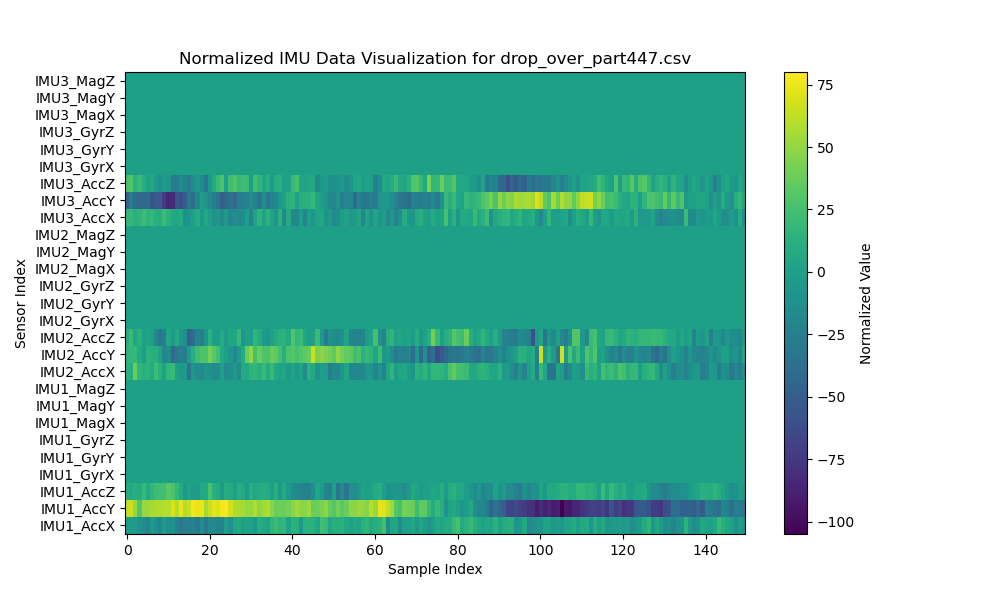 Normalized IMU Data Visualization for drop_over_part447.csv
IMU3_MagZ
IMU3_MagY
IMU3_MagX
IMU3_GyrZ
IMU3_GyrY
IMU3_GyrX
IMU3_AccZ
IMU3_AccY
IMU3_AccX
IMU2_MagZ
IMU2_MagY
IMU2_MagX
IMU2_GyrZ
IMU2_GyrY
IMU2_GyrX
IMU2_AccZ
IMU2_AccY
IMU2_AccX
IMU1_MagZ
IMU1_MagY
IMU1_MagX
IMU1_GyrZ
IMU1_GyrY
IMU1_GyrX
IMU1_AccZ
IMU1_AccY
IMU1_AccX
Sensor Index
0 20 40 60 80 100 120 140
Sample Index
75
50
25
0
−25
−50
−75
−100
Normalized Value